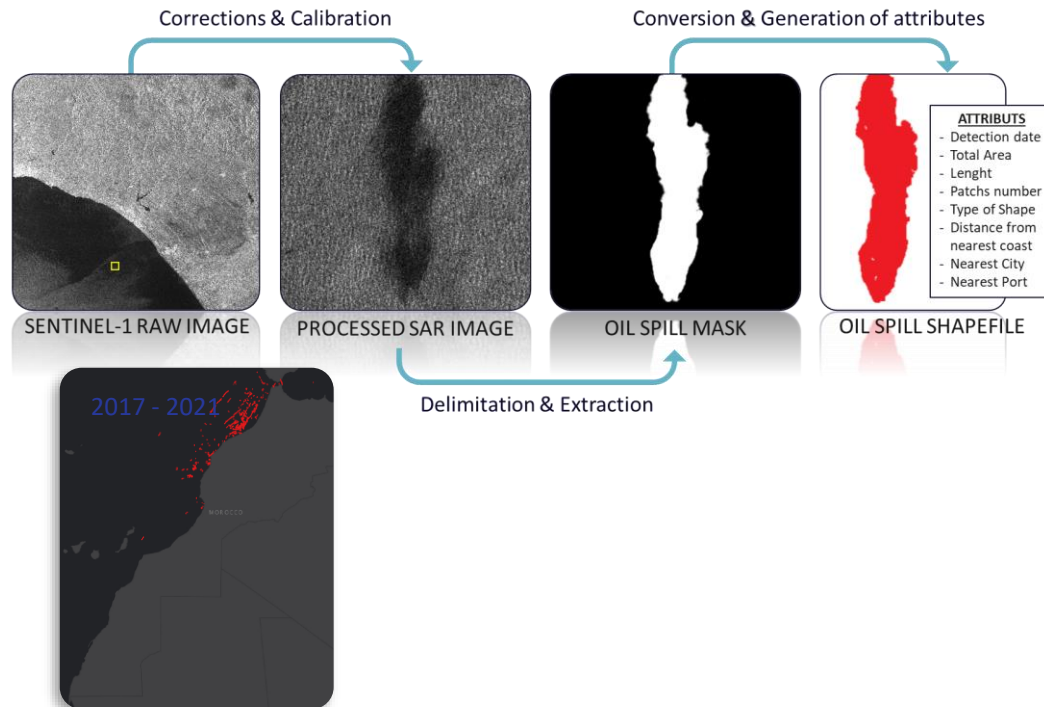 Corrections & Calibration
Conversion & Generation of attributes
ATTRIBUTS
- Detection date
- Total Area
- Lenght
- Patchs number
- Type of Shape
- Distance from
nearest coast
- Nearest City
- Nearest Port
SENTINEL-1 RAW IMAGE
PROCESSED SAR IMAGE
OIL SPILL MASK
OIL SPILL SHAPEFILE
Delimitation & Extraction
2017 - 2021
MOROCCO